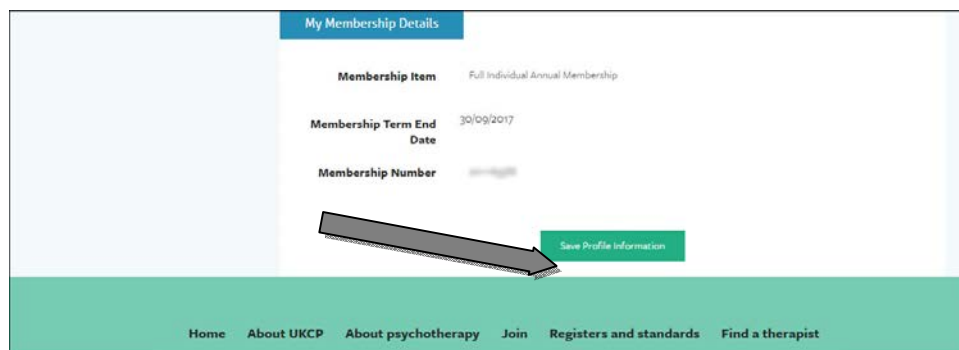 My Membership Details
Membership Item Full Individual Annual Membership
Membership Term End Date 30/09/2017
Membership Number
Save Profile Information
Home About UKCP About psychotherapy Join Registers and standards Find a therapist